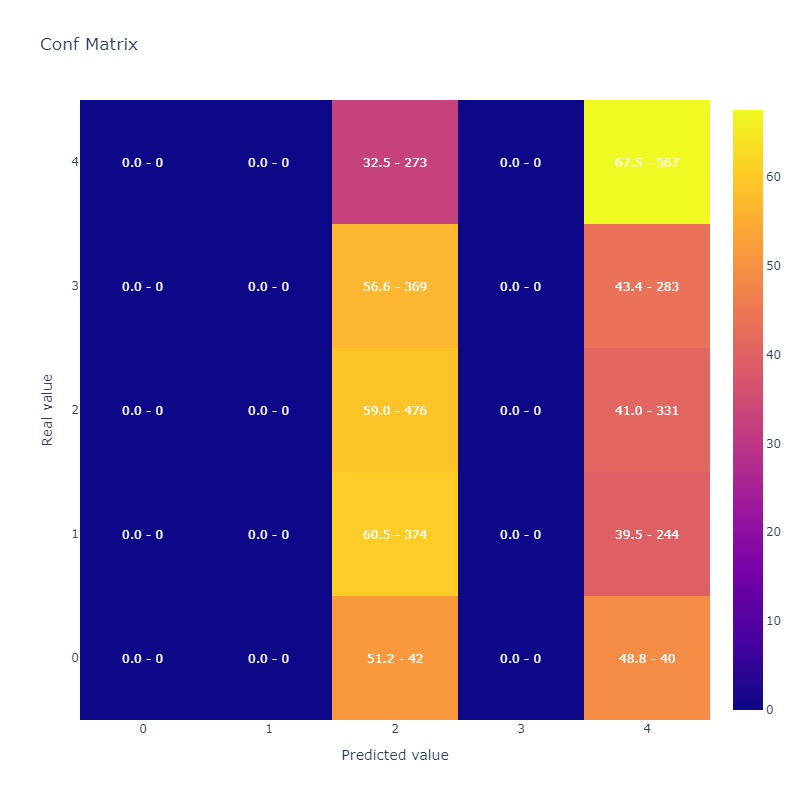 Conf Matrix
4 0.0 - 0 0.0 - 0 32.5 - 273 0.0 - 0 67.5 - 567
3 0.0 - 0 0.0 - 0 56.6 - 369 0.0 - 0 43.4 - 283
2 0.0 - 0 0.0 - 0 59.0 - 476 0.0 - 0 41.0 - 331
1 0.0 - 0 0.0 - 0 60.5 - 374 0.0 - 0 39.5 - 244
0 0.0 - 0 0.0 - 0 51.2 - 42 0.0 - 0 48.8 - 40
0 1 2 3 4
Predicted value
Real value
60
50
40
30
20
10
0